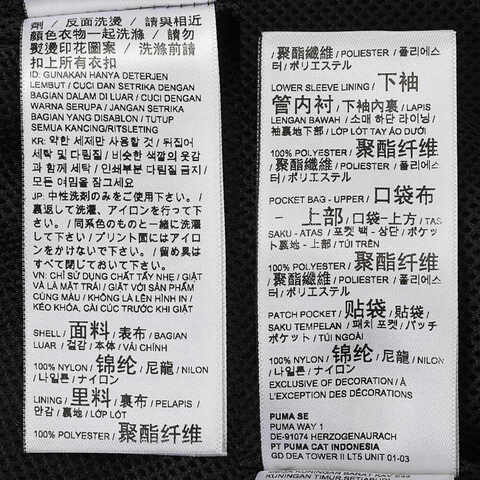 劑 / 反面洗燙 / 請與相近
顏色衣物一起洗滌 / 請勿
熨燙印花圖案 / 洗滌前請
扣上所有衣扣
ID: GUNAKAN HANYA DETERJEN
LEMBUT / CUCI DAN SETRIKA DENGAN
BAGIAN DALAM DI LUAR / CUCI DENGAN
WARNA SERUPA / JANGAN SETRIKA
BAGIAN YANG DISABLON / TUTUP
SEMUA KANCING/RITSLETING
KR: 약한 세제만 사용할 것 / 뒤집어
세탁 및 다림질 / 비슷한 색깔의 옷감
과 함께 세탁 / 인쇄부분 다림질 금지 /
모든 여밈을 잠그세요
JP: 中性洗剤のみをご使用下さい。 /
裏返して洗濯、アイロンを行って下
さい。 / 同系色のものと一緒に洗濯
して下さい / プリント面にはアイロ
ンをかけないで下さい。 / 留め具は
すべて閉じておいて下さい。
VN: CHỈ SỬ DỤNG CHẤT TẨY NHẸ / GIẶT
VÀ LÀ MẶT TRÁI / GIẶT VỚI SẢN PHẨM
CÙNG MÀU / KHÔNG LÀ LÊN HÌNH IN
/ KÉO KHÓA, CÀI CÚC TRƯỚC KHI GIẶT
SHELL / 面料 / 表布 / BAGIAN
LUAR / 겉감 / 本体 / VẢI CHÍNH
100% NYLON / 锦纶 / 尼龍 / NILON
/ 나일론 / ナイロン
LINING / 里料 / 裏布 / PELAPIS /
안감 / 裏地 / LỚP LÓT
100% POLYESTER / 聚酯纤维
/ 聚酯纖維 / POLIESTER / 폴리에스
터 / ポリエステル
LOWER SLEEVE LINING / 下袖
管内衬 / 下袖內裏 / LAPIS
LENGAN BAWAH / 소매 하단 라이닝 /
袖裏地下部 / LỚP LÓT TAY ÁO DƯỚI
100% POLYESTER / 聚酯纤维
/ 聚酯纖維 / POLIESTER / 폴리에스
터 / ポリエステル
POCKET BAG - UPPER / 口袋布
- 上部 / 口袋-上方 / TAS
SAKU - ATAS / 포켓 백 - 상단 / ポケッ
ト裏地 - 上部 / TÚI TRÊN
100% POLYESTER / 聚酯纤维
/ 聚酯纖維 / POLIESTER / 폴리에스
터 / ポリエステル
PATCH POCKET / 贴袋 / 貼袋 /
SAKU TEMPELAN / 패치 포켓 / パッチ
ポケット / TÚI NGOÀI
100% NYLON / 锦纶 / 尼龍 / NILON
/ 나일론 / ナイロン
EXCLUSIVE OF DECORATION / À
L'EXCEPTION DES DÉCORATIONS
PUMA SE
PUMA WAY 1
DE-91074 HERZOGENAURACH
PT PUMA CAT INDONESIA
GD DEA TOWER II LT5 UNIT 01-03